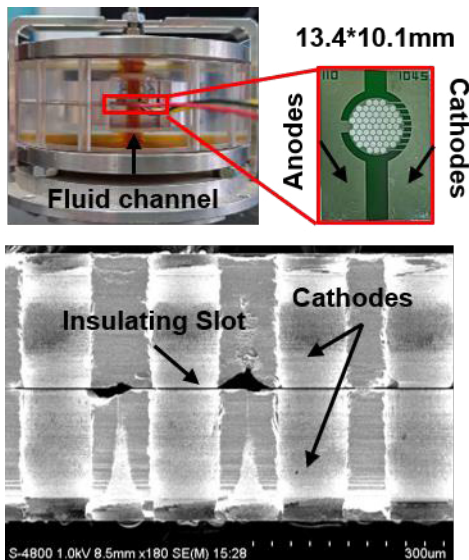 13.4*10.1mm
110
1045
Anodes
Cathodes
Fluid channel
Cathodes
Insulating Slot
S-4800 1.0kV 8.5mm x180 SE(M) 15:28
300um